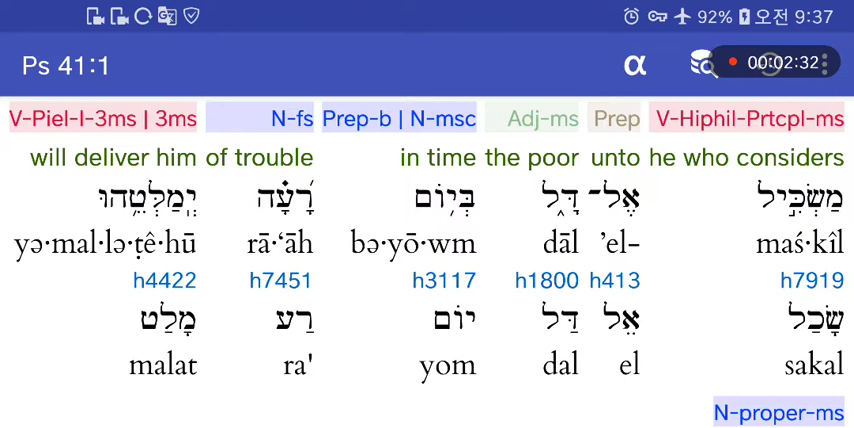 92% 오전 9:37
Ps 41:1 α 00:02:32
V-Piel-I-3ms | 3ms N-fs Prep-b | N-msc Adj-ms Prep V-Hiphil-Prtcpl-ms
will deliver him of trouble in time the poor unto he who considers
מַשְׂכִּ֣יל אֶל־ דָּ֑ל בְּי֥וֹם רָ֝עָ֗ה יְֽמַלְּטֵ֥הוּ
yə·mal·lə·ṭê·hū rā·‘āh bə·yō·wm dāl ’el- maś·kîl
h4422 h7451 h3117 h1800 h413 h7919
שָׂכַל אֵל דַּל יוֹם רַע מָלַט
malat ra' yom dal el sakal
N-proper-ms